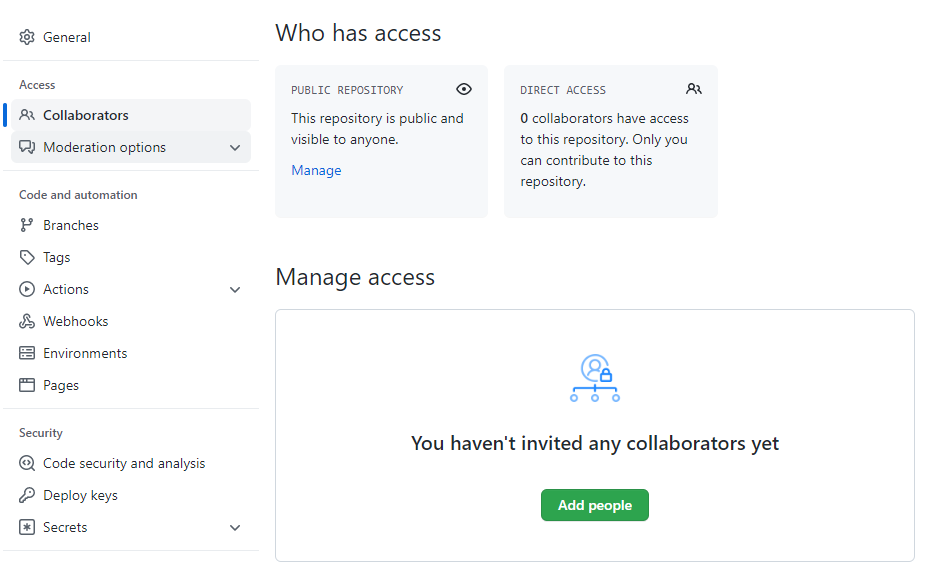 General
Access
Collaborators
Moderation options
Code and automation
Branches
Tags
Actions
Webhooks
Environments
Pages
Security
Code security and analysis
Deploy keys
Secrets
Who has access
PUBLIC REPOSITORY
This repository is public and
visible to anyone.
Manage
DIRECT ACCESS
0 collaborators have access
to this repository. Only you
can contribute to this
repository.
Manage access
You haven't invited any collaborators yet
Add people